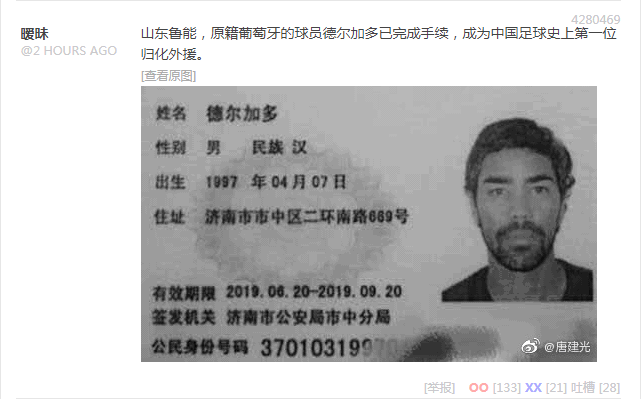 4280469
暧昧
@2 HOURS AGO
山东鲁能，原籍葡萄牙的球员德尔加多已完成手续，成为中国足球史上第一位
归化外援。
[查看原图]
姓名 德尔加多
性别 男 民族 汉
出生 1997 年 04 月 07 日
住址 济南市市中区二环南路669号
有效期限 2019.06.20-2019.09.20
签发机关 济南市公安局市中分局
公民身份号码 37010319970
@唐建光
[举报] OO [133] XX [21] 吐槽 [28]